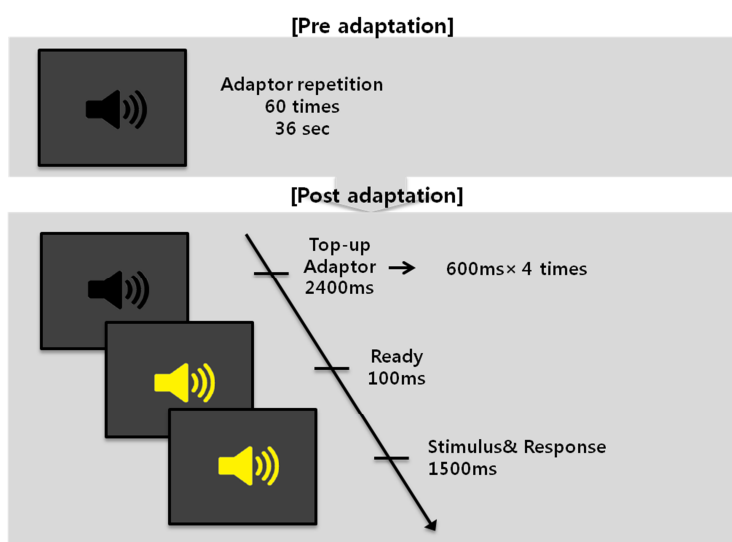 [Pre adaptation]
Adaptor repetition
60 times
36 sec
[Post adaptation]
Top-up
Adaptor
2400ms
600ms× 4 times
Ready
100ms
Stimulus& Response
1500ms